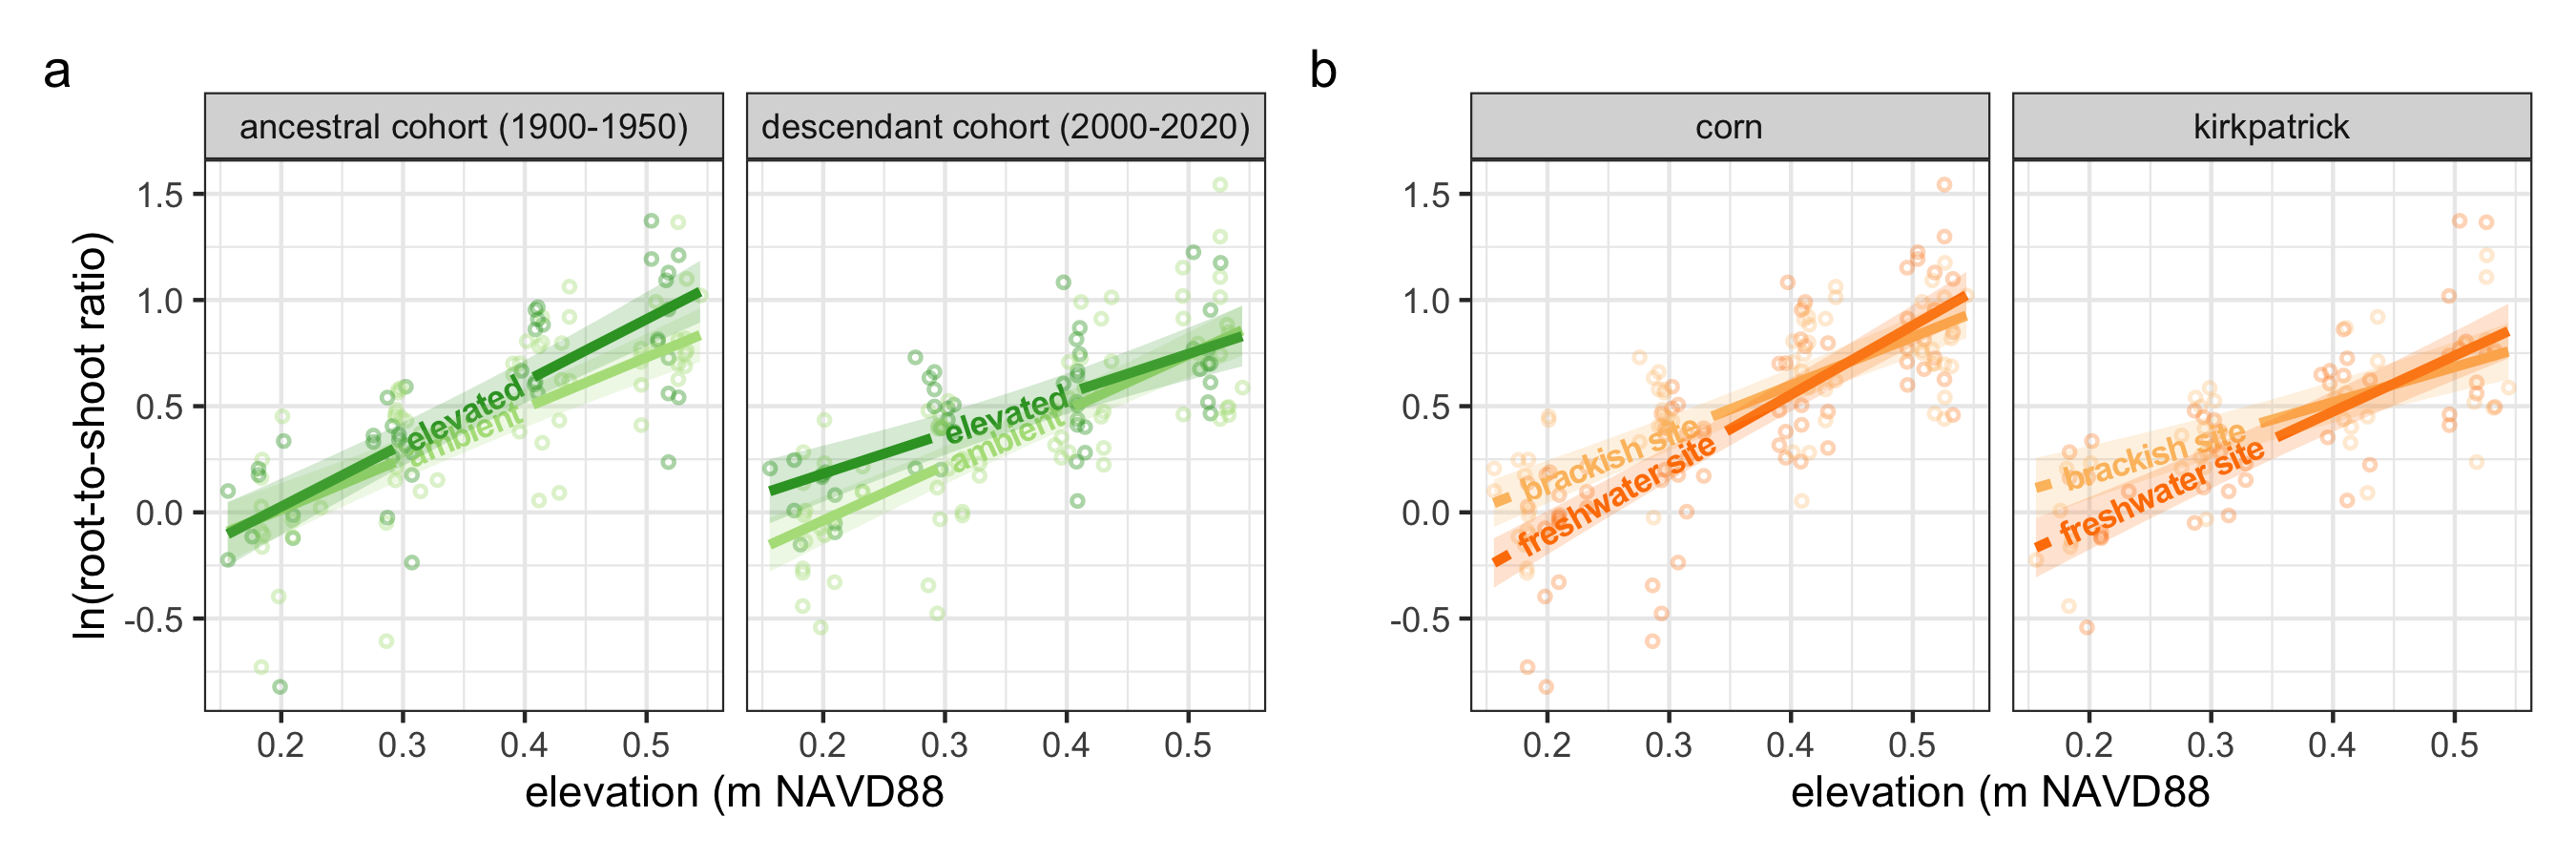 a
b
ancestral cohort (1900-1950)
descendant cohort (2000-2020)
corn
kirkpatrick
ln(root-to-shoot ratio)
1.5
1.0
0.5
0.0
-0.5
elevated
ambient
elevated
ambient
0.2 0.3 0.4 0.5
0.2 0.3 0.4 0.5
elevation (m NAVD88
1.5
1.0
0.5
0.0
-0.5
brackish site
freshwater site
brackish site
freshwater site
0.2 0.3 0.4 0.5
0.2 0.3 0.4 0.5
elevation (m NAVD88